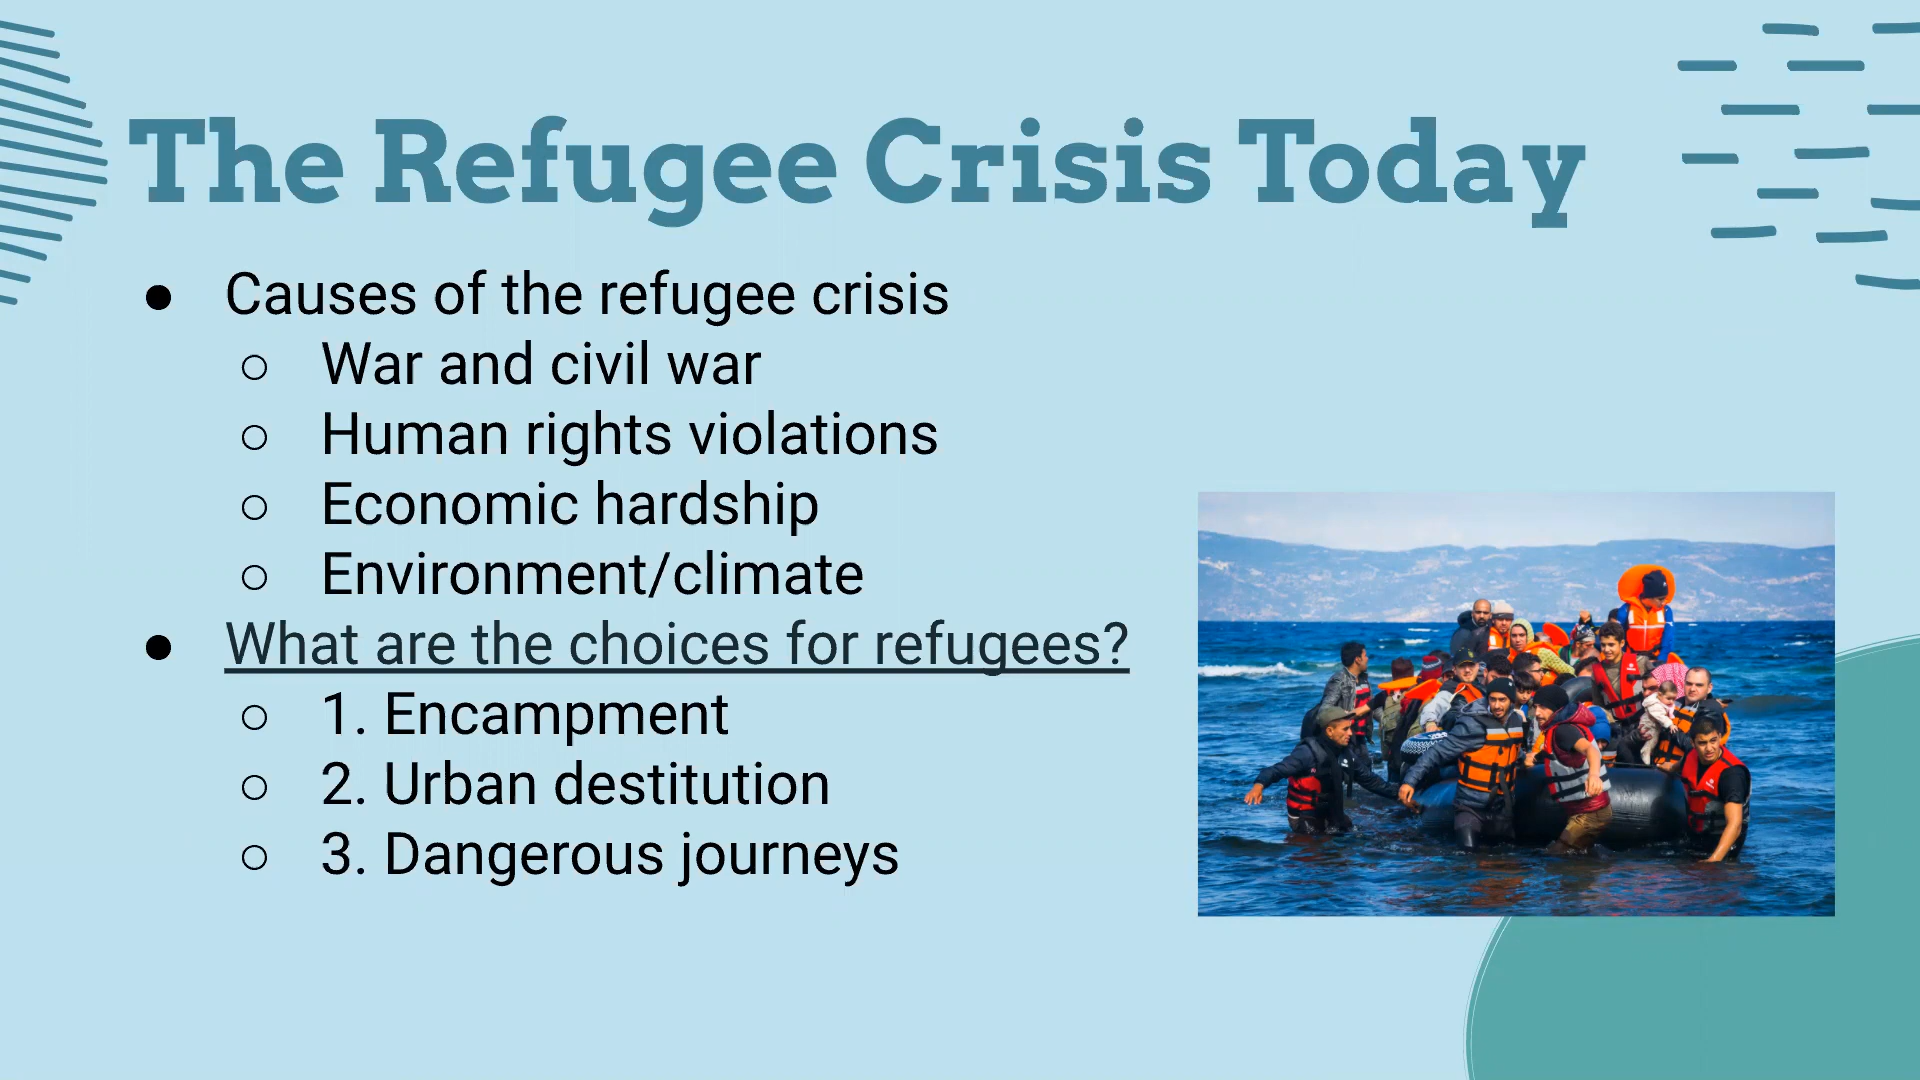 The Refugee Crisis Today
● Causes of the refugee crisis
○ War and civil war
○ Human rights violations
○ Economic hardship
○ Environment/climate
● What are the choices for refugees?
○ 1. Encampment
○ 2. Urban destitution
○ 3. Dangerous journeys